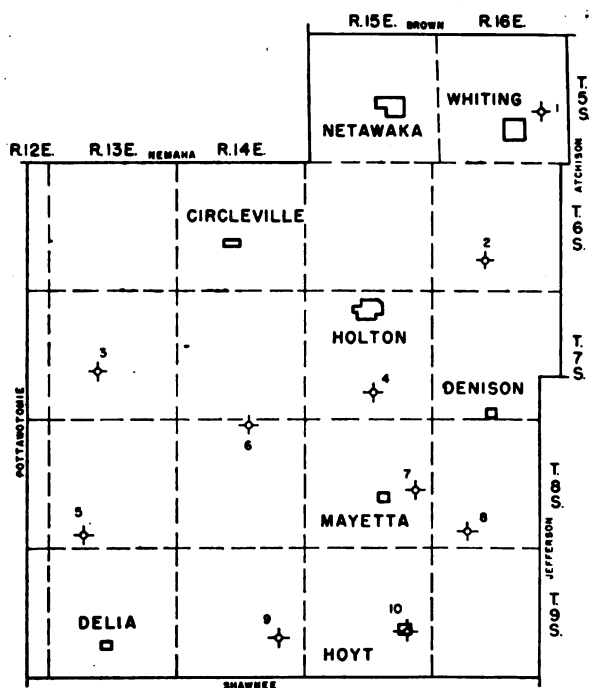 R.15E. BROWN R.16E.
T.5S.
WHITING 1
NETAWAKA
ATCHISON
R.12E. R.13E. NEMAHA R.14E.
T.6S.
CIRCLEVILLE
2
HOLTON
T.7S.
3
4
DENISON
POTTAWOTOMIE
6
7
T.8S.
MAYETTA
5
8
JEFFERSON
T.9S.
DELIA
9
10
HOYT
SHAWNEE